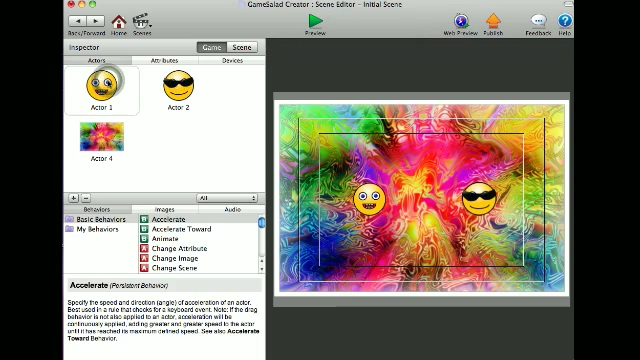 GameSalad Creator : Scene Editor - Initial Scene
Back/Forward Home Scenes Preview Web Preview Publish Feedback Help
Inspector Game Scene
Actors Attributes Devices
Actor 1 Actor 2
Actor 4
+ - All
Behaviors Images Audio
Basic Behaviors
My Behaviors
B Accelerate
B Accelerate Toward
B Animate
A Change Attribute
A Change Image
A Change Scene
Accelerate (Persistent Behavior)
Specify the speed and direction (angle) of acceleration of an actor.
Best used in a rule that checks for a keyboard event. Note: If the drag
behavior is not also applied to an actor, acceleration will be
continuously applied, adding greater and greater speed to the actor
until it has reached its maximum defined speed. See also Accelerate
Toward Behavior.